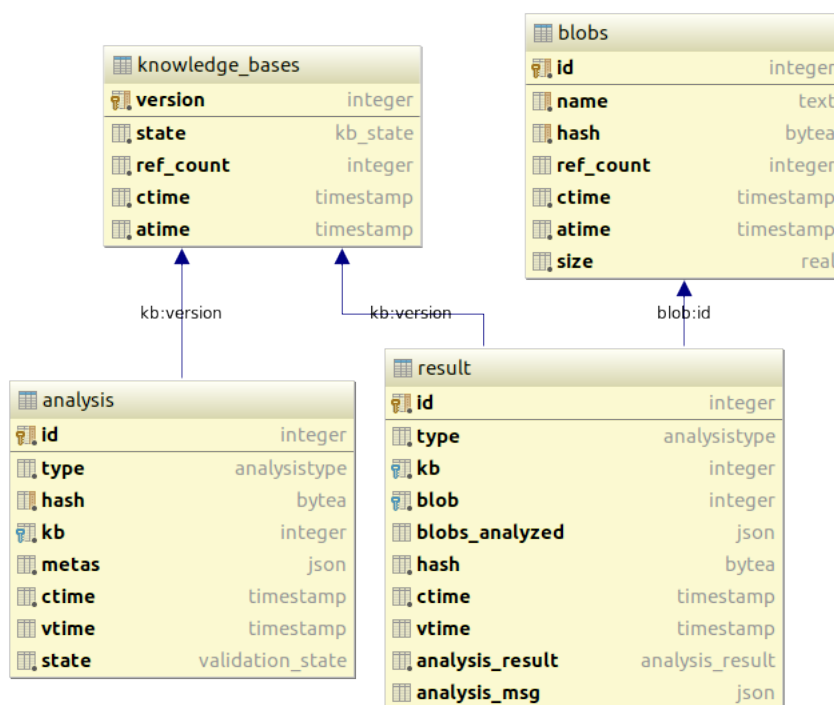 knowledge_bases
version integer
state kb_state
ref_count integer
ctime timestamp
atime timestamp
blobs
id integer
name text
hash bytea
ref_count integer
ctime timestamp
atime timestamp
size real
kb:version
kb:version
blob:id
analysis
id integer
type analysistype
hash bytea
kb integer
metas json
ctime timestamp
vtime timestamp
state validation_state
result
id integer
type analysistype
kb integer
blob integer
blobs_analyzed json
hash bytea
ctime timestamp
vtime timestamp
analysis_result analysis_result
analysis_msg json